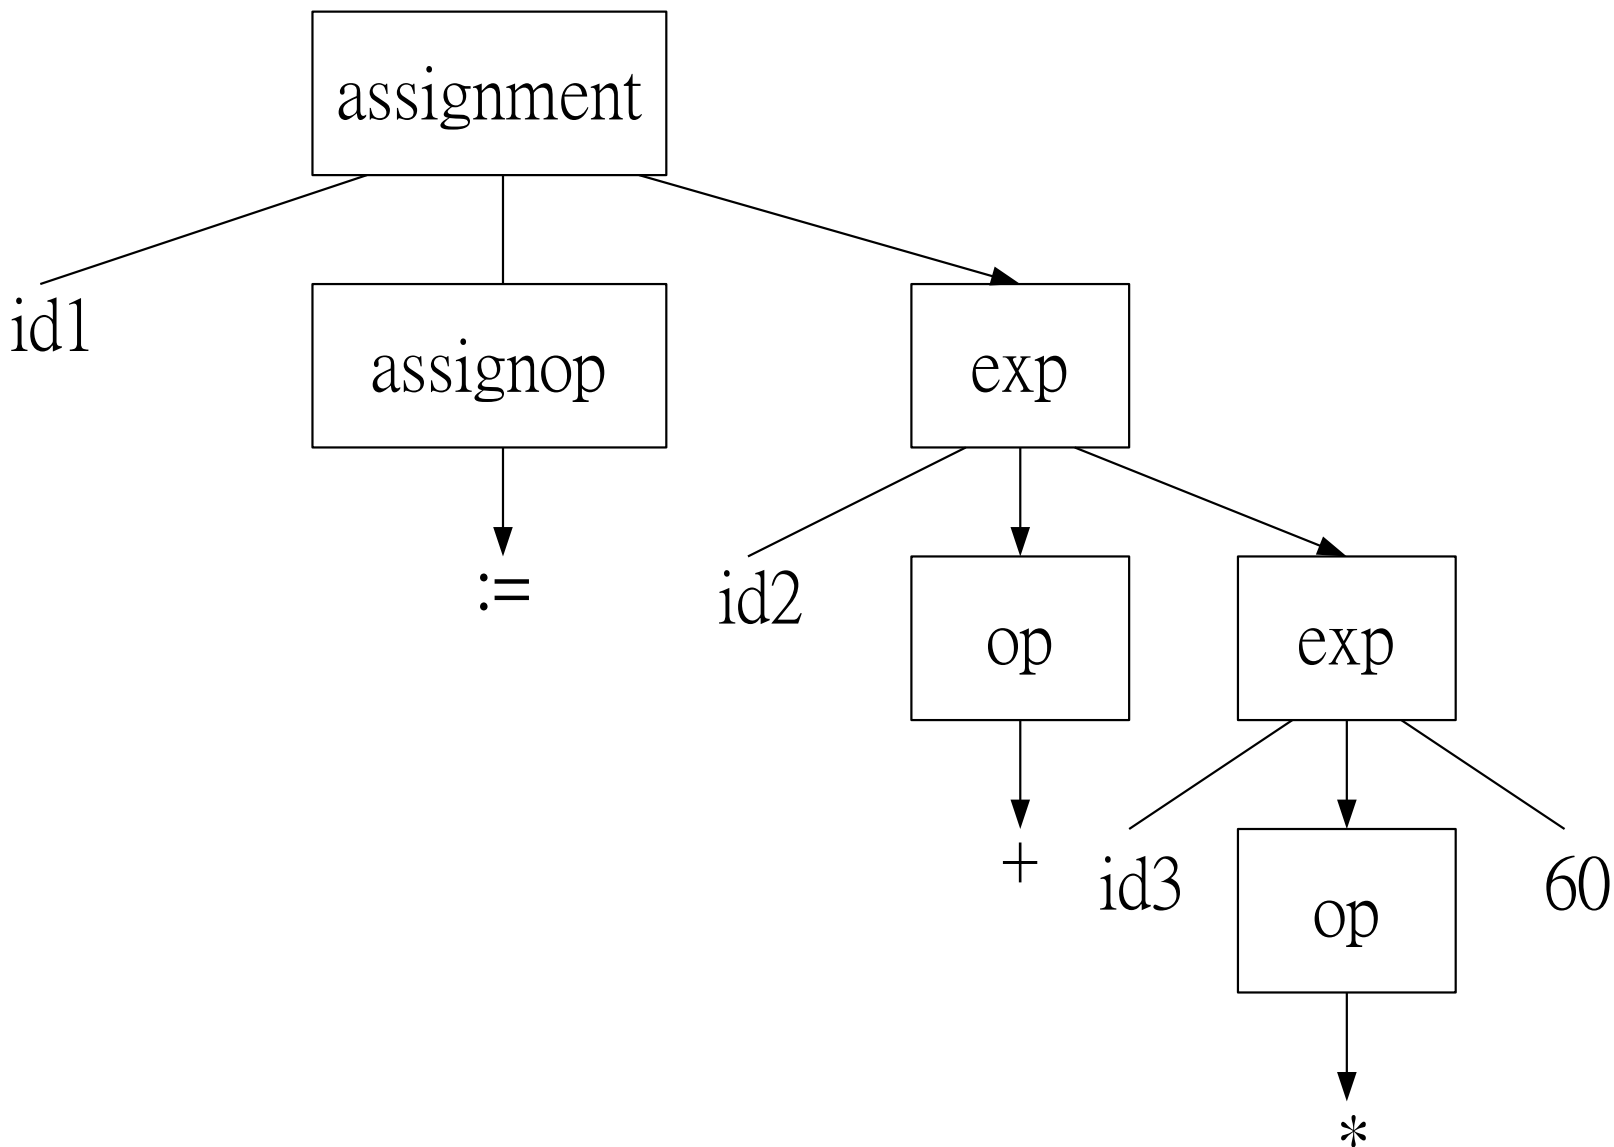 assignment
id1
assignop
exp
:=
id2
op
exp
+
id3
op
60
*